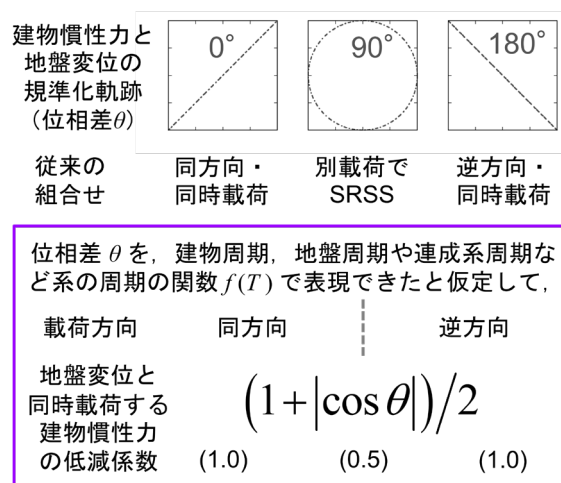 建物慣性力と
地盤変位の
規準化軌跡
（位相差θ）
0°
90°
180°
従来の
組合せ
同方向・
同時載荷
別載荷で
SRSS
逆方向・
同時載荷
位相差 θ を，建物周期，地盤周期や連成系周期な
ど系の周期の関数 f(T) で表現できたと仮定して，
載荷方向 同方向 逆方向
地盤変位と
同時載荷する
建物慣性力
の低減係数
(1+|cosθ|)/2
(1.0) (0.5) (1.0)